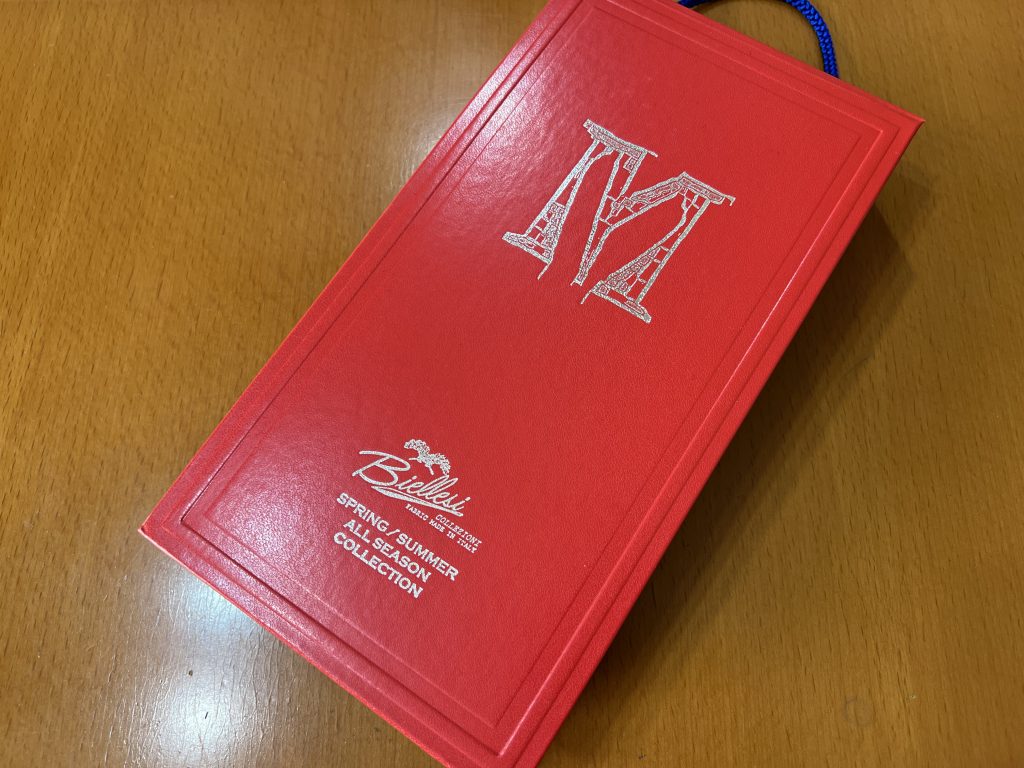 M
Biellesi
COLLEZIONI
FABRIC MADE IN ITALY
SPRING/SUMMER
ALL SEASON
COLLECTION